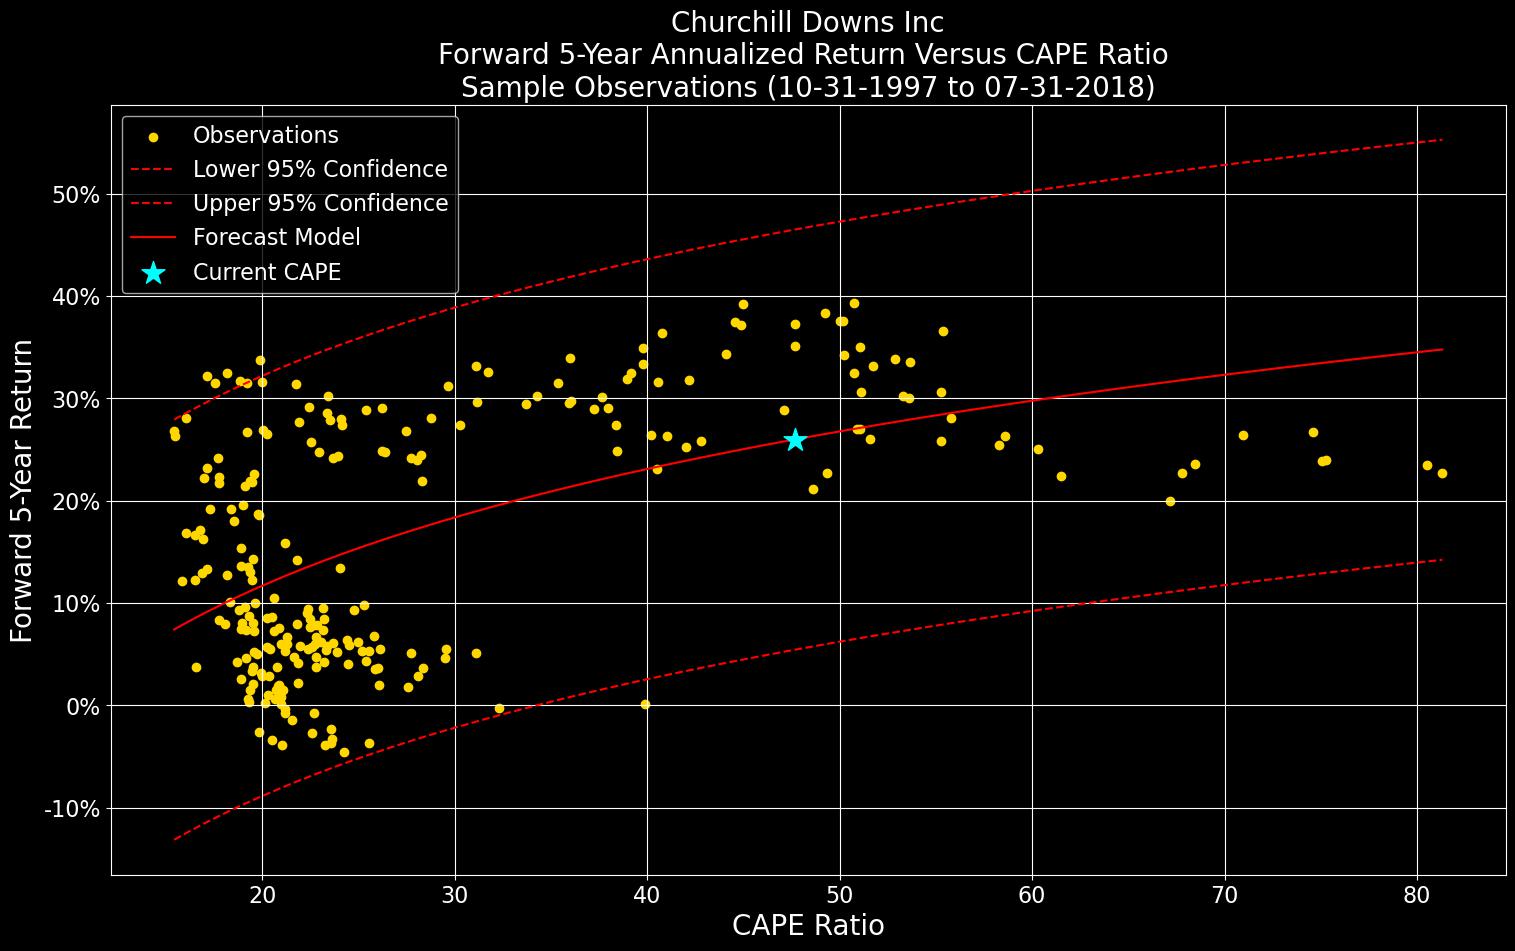 Churchill Downs Inc
Forward 5-Year Annualized Return Versus CAPE Ratio
Sample Observations (10-31-1997 to 07-31-2018)
Observations
Lower 95% Confidence
Upper 95% Confidence
Forecast Model
Current CAPE
Forward 5-Year Return
50%
40%
30%
20%
10%
0%
-10%
20 30 40 50 60 70 80
CAPE Ratio